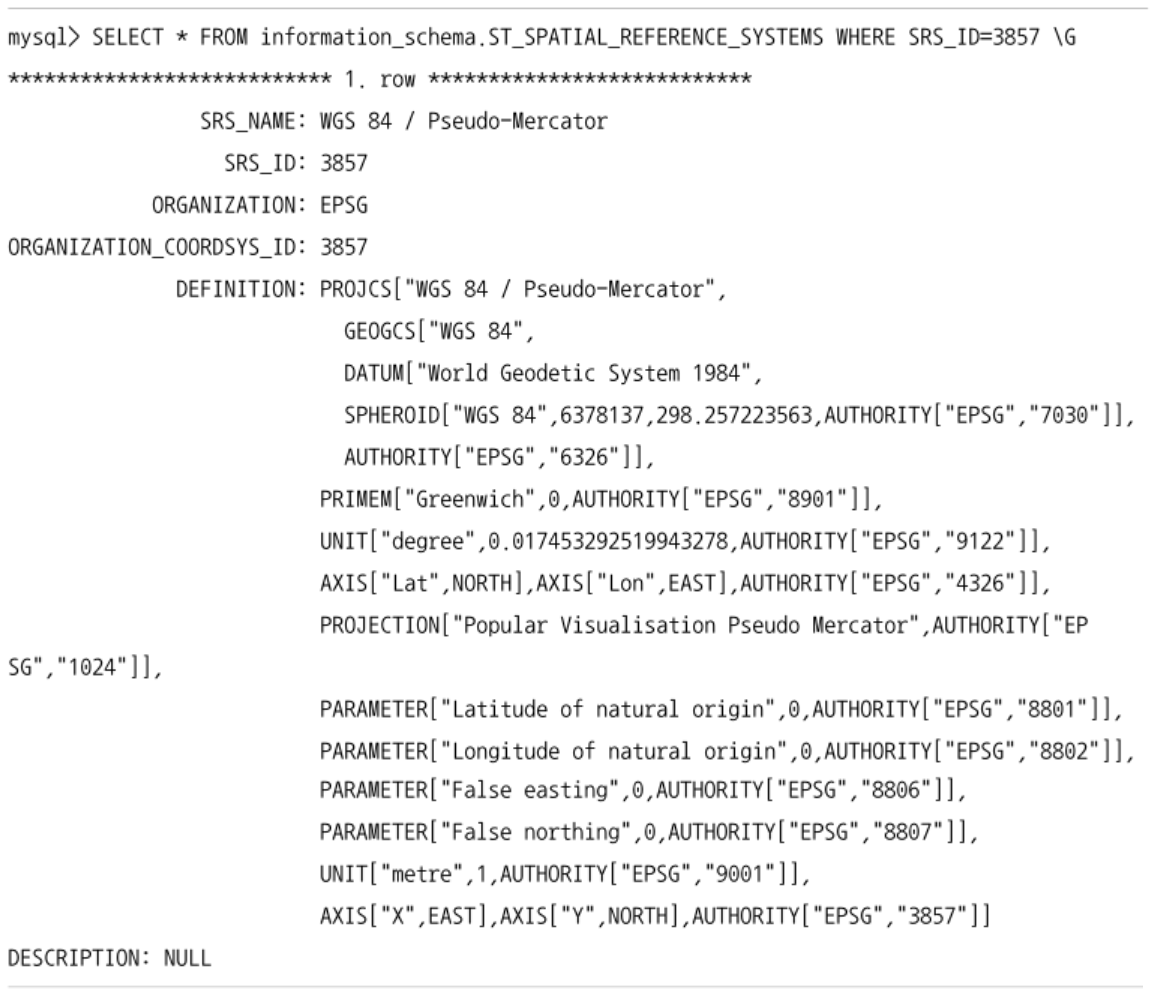 mysql> SELECT * FROM information_schema.ST_SPATIAL_REFERENCE_SYSTEMS WHERE SRS_ID=3857 \G
*************************** 1. row ***************************
SRS_NAME: WGS 84 / Pseudo-Mercator
SRS_ID: 3857
ORGANIZATION: EPSG
ORGANIZATION_COORDSYS_ID: 3857
DEFINITION: PROJCS["WGS 84 / Pseudo-Mercator",
GEOGCS["WGS 84",
DATUM["World Geodetic System 1984",
SPHEROID["WGS 84",6378137,298.257223563,AUTHORITY["EPSG","7030"]],
AUTHORITY["EPSG","6326"]],
PRIMEM["Greenwich",0,AUTHORITY["EPSG","8901"]],
UNIT["degree",0.017453292519943278,AUTHORITY["EPSG","9122"]],
AXIS["Lat",NORTH],AXIS["Lon",EAST],AUTHORITY["EPSG","4326"]],
PROJECTION["Popular Visualisation Pseudo Mercator",AUTHORITY["EP
SG","1024"]],
PARAMETER["Latitude of natural origin",0,AUTHORITY["EPSG","8801"]],
PARAMETER["Longitude of natural origin",0,AUTHORITY["EPSG","8802"]],
PARAMETER["False easting",0,AUTHORITY["EPSG","8806"]],
PARAMETER["False northing",0,AUTHORITY["EPSG","8807"]],
UNIT["metre",1,AUTHORITY["EPSG","9001"]],
AXIS["X",EAST],AXIS["Y",NORTH],AUTHORITY["EPSG","3857"]]
DESCRIPTION: NULL